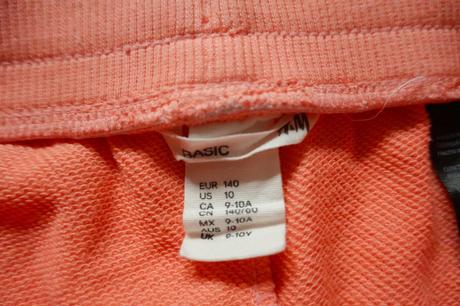 H&M
BASIC
EUR 140
US 10
CA 9-10A
CN 140/60
MX 9-10A
AUS 10
UK 9-10Y